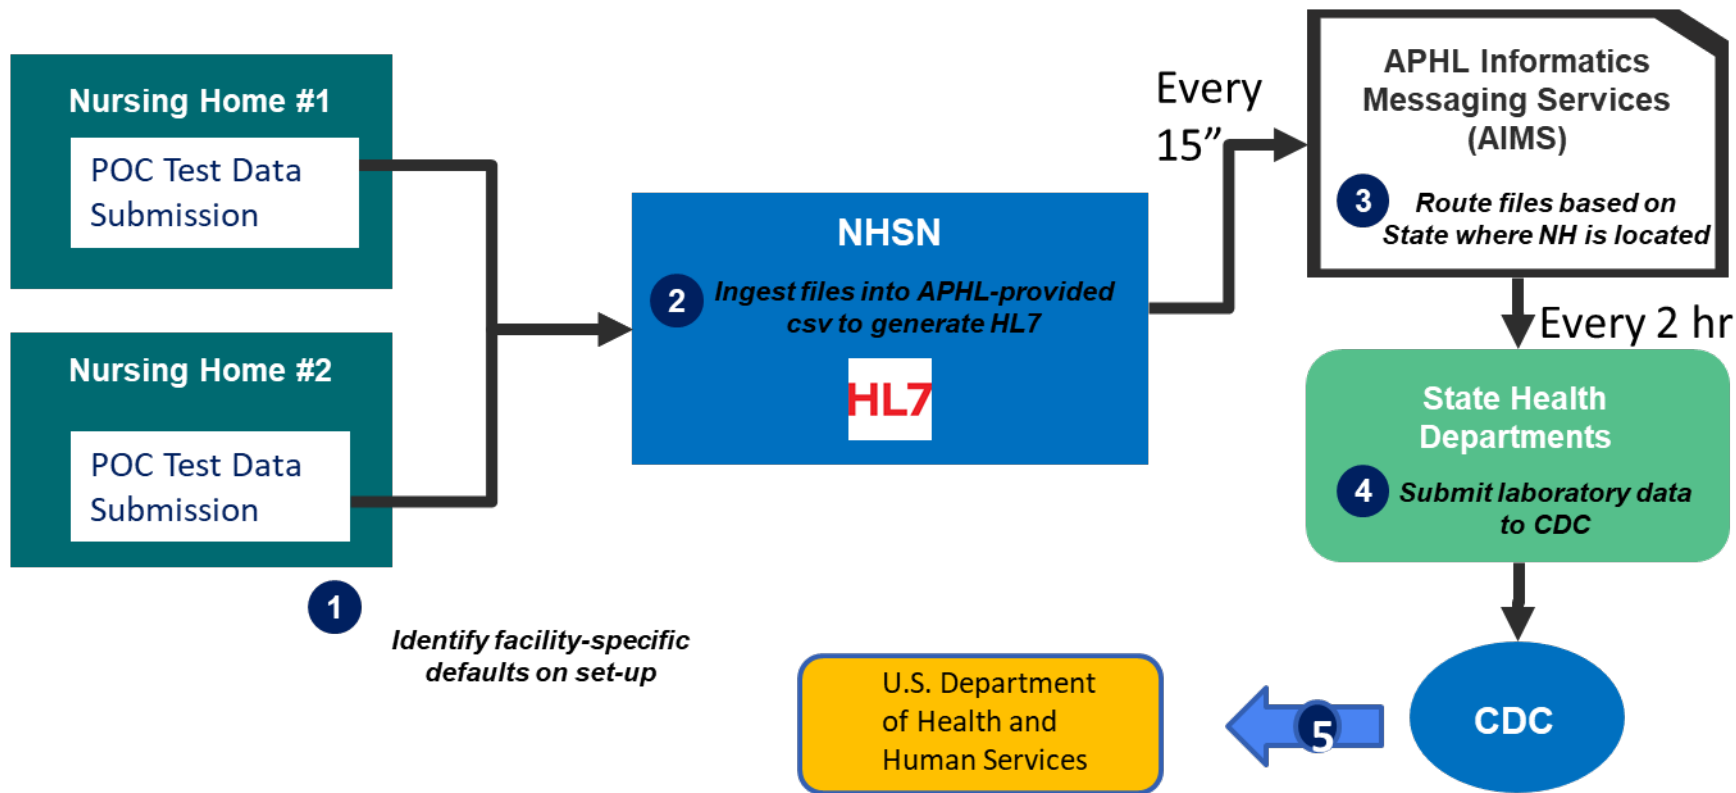 Nursing Home #1
POC Test Data
Submission
Nursing Home #2
POC Test Data
Submission
1
Identify facility-specific
defaults on set-up
NHSN
2
Ingest files into APHL-provided
csv to generate HL7
HL7
Every
15”
APHL Informatics
Messaging Services
(AIMS)
3
Route files based on
State where NH is located
Every 2 hr
State Health
Departments
4
Submit laboratory data
to CDC
CDC
5
U.S. Department
of Health and
Human Services